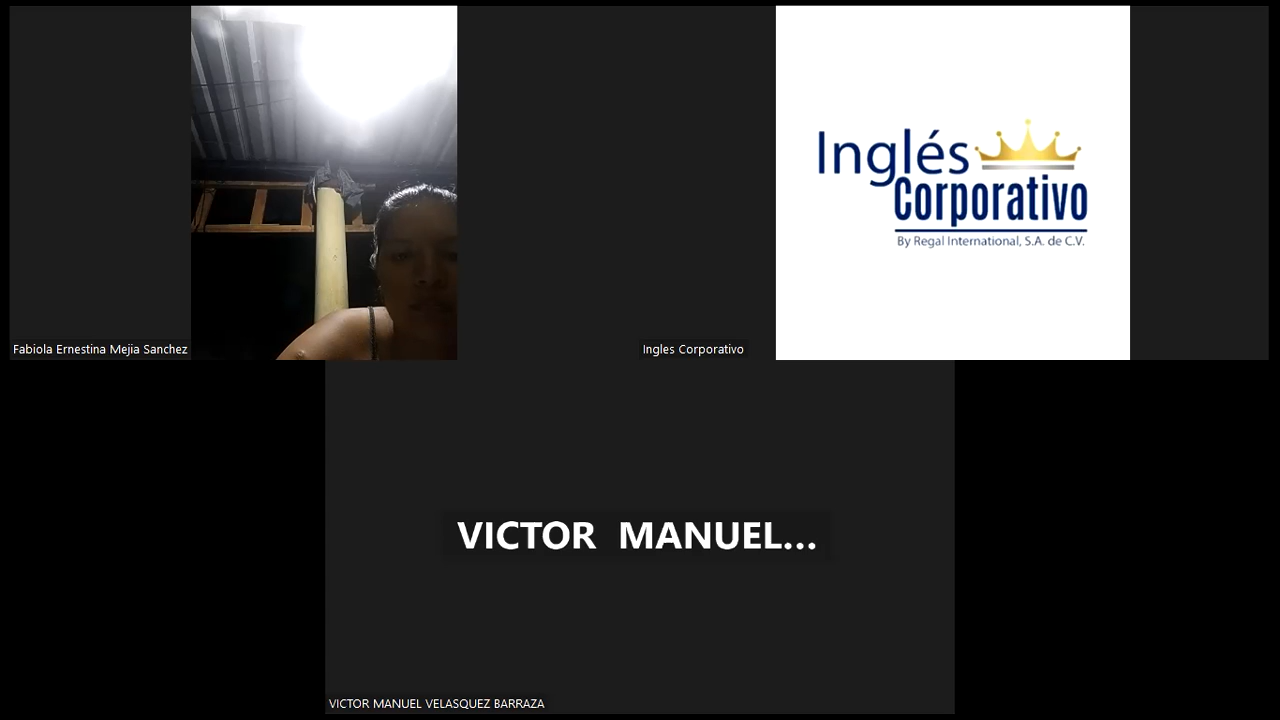 Fabiola Ernestina Mejia Sanchez
Inglés
Corporativo
By Regal International, S.A. de C.V.
Ingles Corporativo
VICTOR MANUEL...
VICTOR MANUEL VELASQUEZ BARRAZA